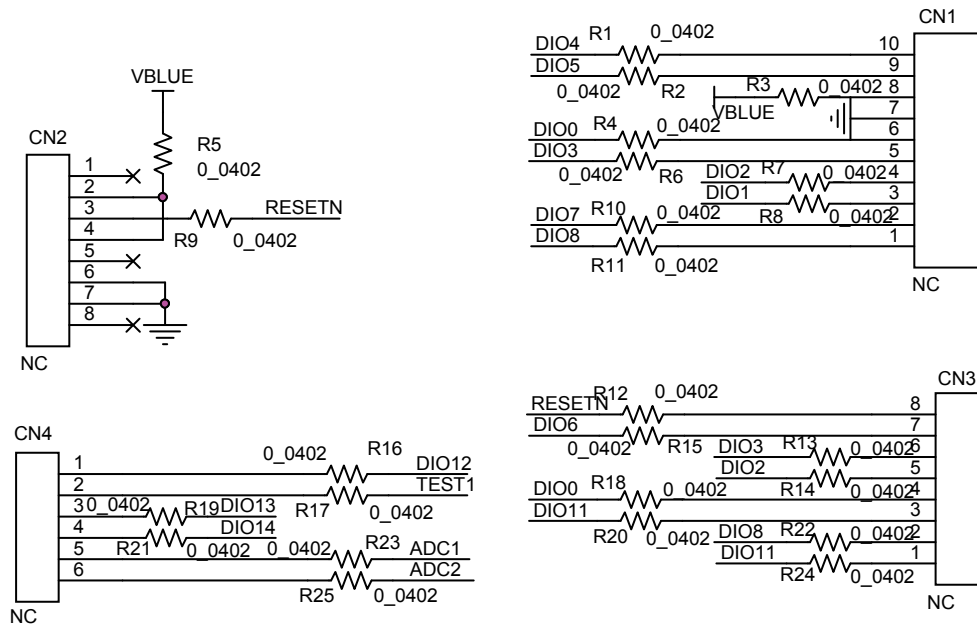 VBLUE
CN2
R5
0_0402
1
2
3
4
5
6
7
8
R9
0_0402
RESETN
NC
CN1
DIO4 R1 0_0402 10
DIO5 0_0402 R2 9
VBLUE R3 0_0402 8
7
DIO0 R4 0_0402 6
DIO3 0_0402 R6 5
DIO2 R7 0_0402 4
DIO1 R8 0_0402 3
DIO7 R10 0_0402 2
DIO8 R11 0_0402 1
NC
CN4
1 0_0402 R16 DIO12
2 R17 0_0402 TEST1
3 0_0402 R19 DIO13
4 R21 0_0402 DIO14
5 0_0402 R23 ADC1
6 R25 0_0402 ADC2
NC
CN3
RESETN R12 0_0402 8
DIO6 0_0402 R15 7
DIO3 R13 0_0402 6
DIO2 R14 0_0402 5
DIO0 R18 0_0402 4
DIO11 R20 0_0402 3
DIO8 R22 0_0402 2
DIO11 R24 0_0402 1
NC